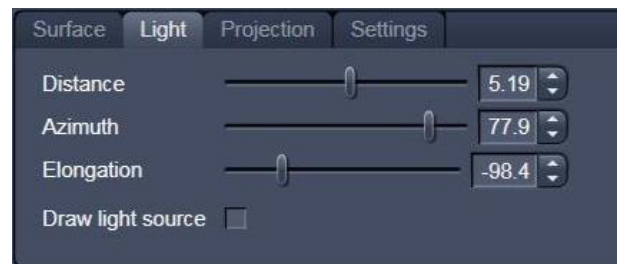 Surface Light Projection Settings
Distance 5.19
Azimuth 77.9
Elongation -98.4
Draw light source